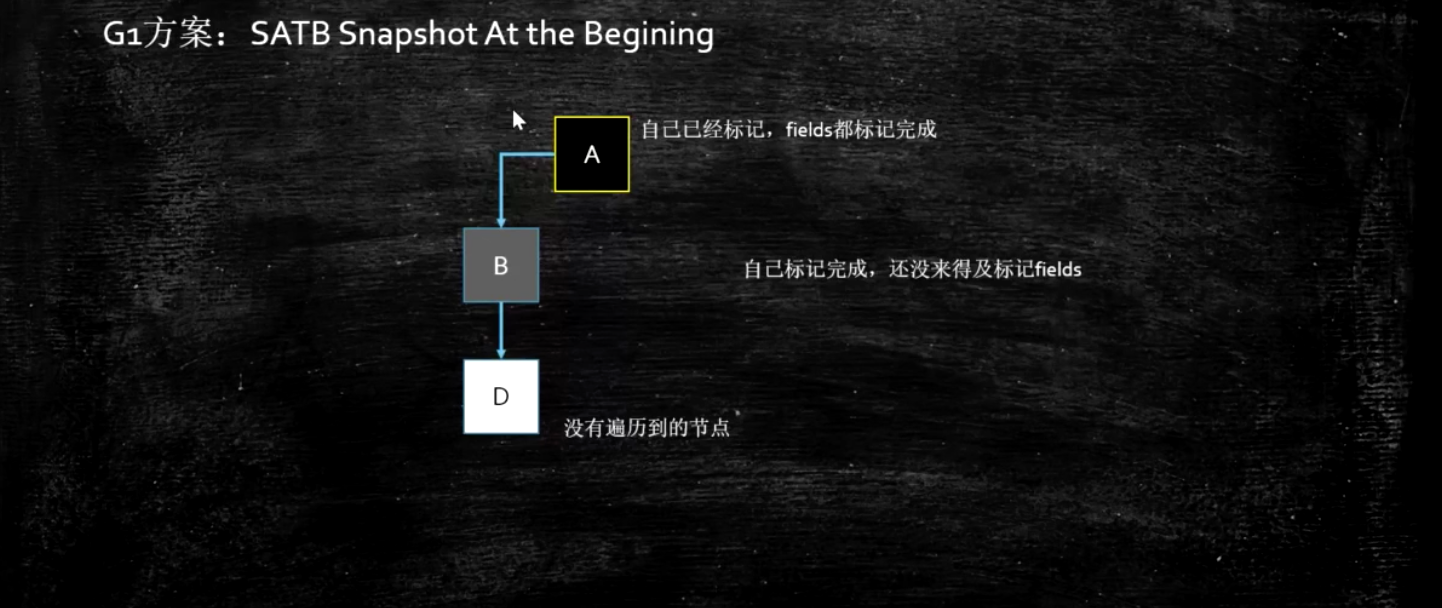 G1方案：SATB Snapshot At the Begining
A
自己已经标记，fields都标记完成
B
自己标记完成，还没来得及标记fields
D
没有遍历到的节点